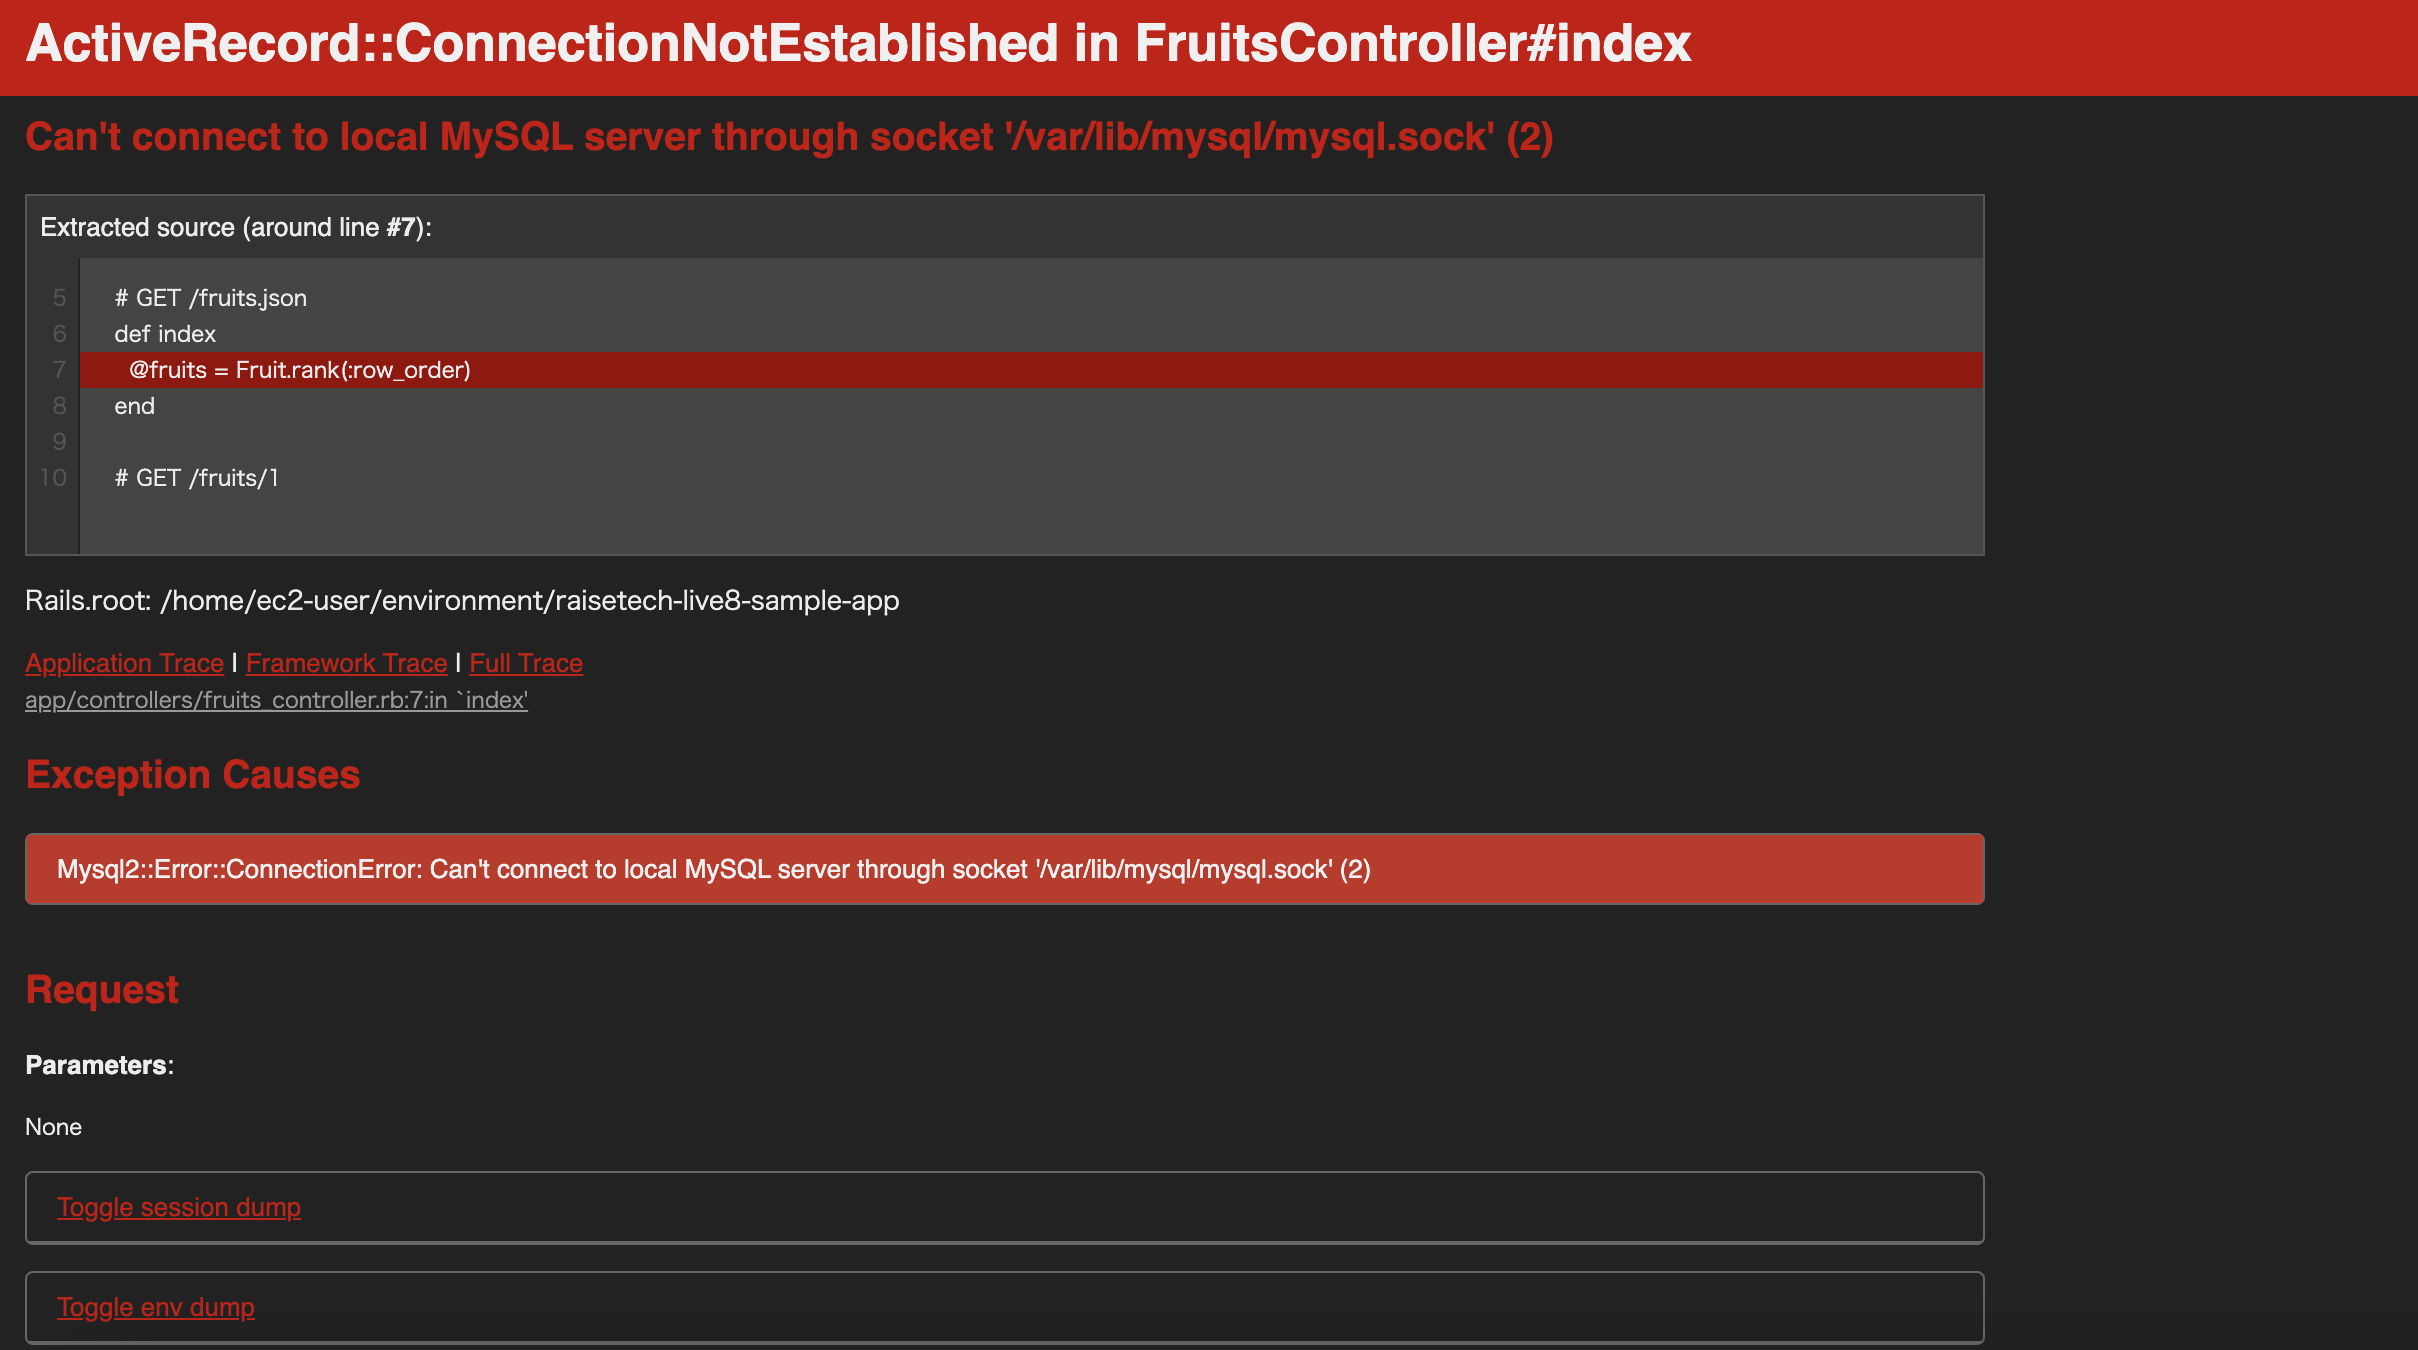 ActiveRecord::ConnectionNotEstablished in FruitsController#index
Can't connect to local MySQL server through socket '/var/lib/mysql/mysql.sock' (2)
Extracted source (around line #7):
5 # GET /fruits.json
6 def index
7 @fruits = Fruit.rank(:row_order)
8 end
9
10 # GET /fruits/1
Rails.root: /home/ec2-user/environment/raisetech-live8-sample-app
Application Trace | Framework Trace | Full Trace
app/controllers/fruits_controller.rb:7:in `index'
Exception Causes
Mysql2::Error::ConnectionError: Can't connect to local MySQL server through socket '/var/lib/mysql/mysql.sock' (2)
Request
Parameters:
None
Toggle session dump
Toggle env dump